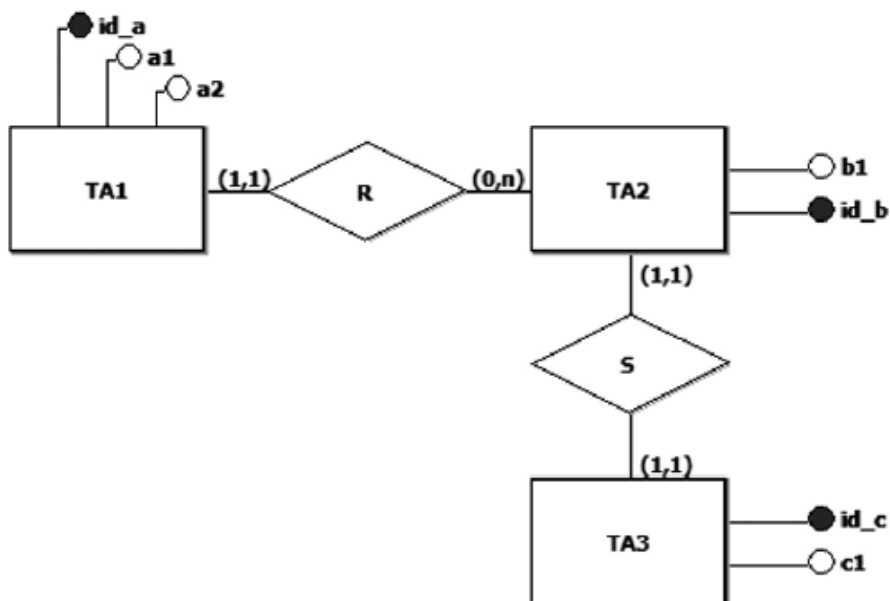 id_a
a1
a2
TA1
(1,1)
R
(0,n)
TA2
b1
id_b
(1,1)
S
(1,1)
TA3
id_c
c1